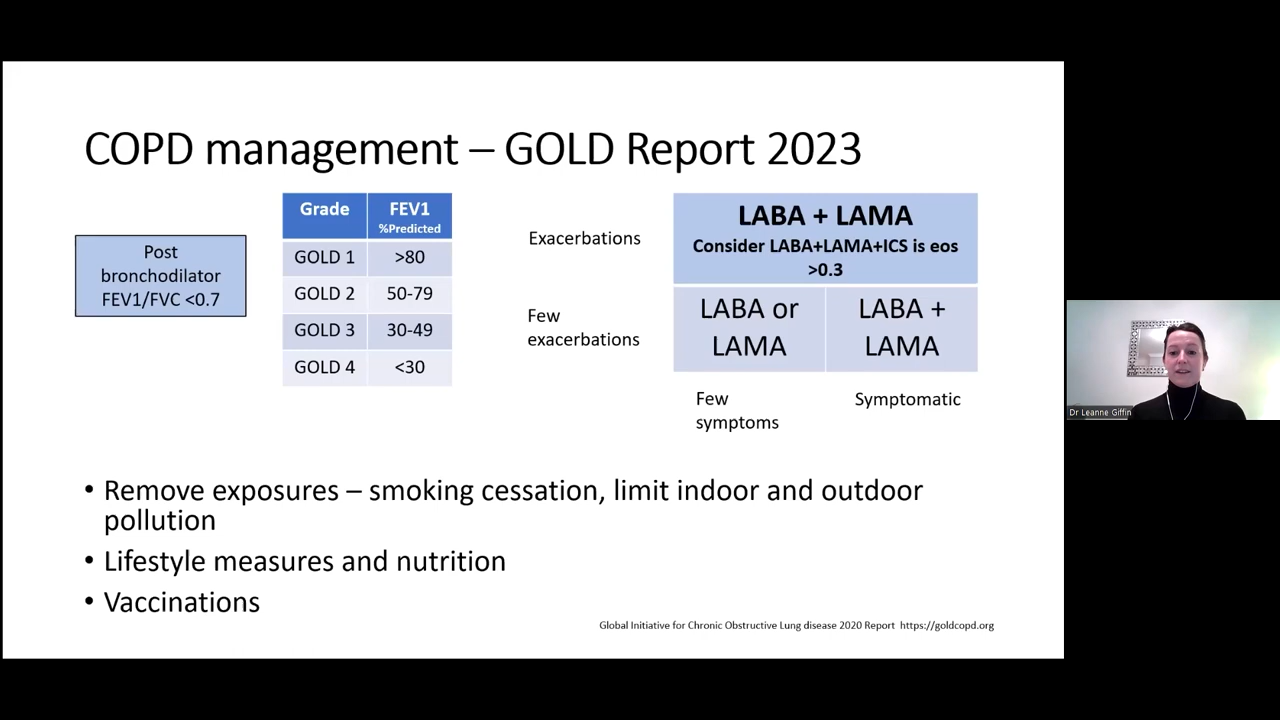 COPD management – GOLD Report 2023
Post
bronchodilator
FEV1/FVC <0.7
Grade FEV1
%Predicted
GOLD 1 >80
GOLD 2 50-79
GOLD 3 30-49
GOLD 4 <30
Exacerbations
Few
exacerbations
LABA + LAMA
Consider LABA+LAMA+ICS is eos
>0.3
LABA or
LAMA
LABA +
LAMA
Few
symptoms
Symptomatic
• Remove exposures – smoking cessation, limit indoor and outdoor
pollution
• Lifestyle measures and nutrition
• Vaccinations
Global Initiative for Chronic Obstructive Lung disease 2020 Report https://goldcopd.org
Dr Leanne Giffin